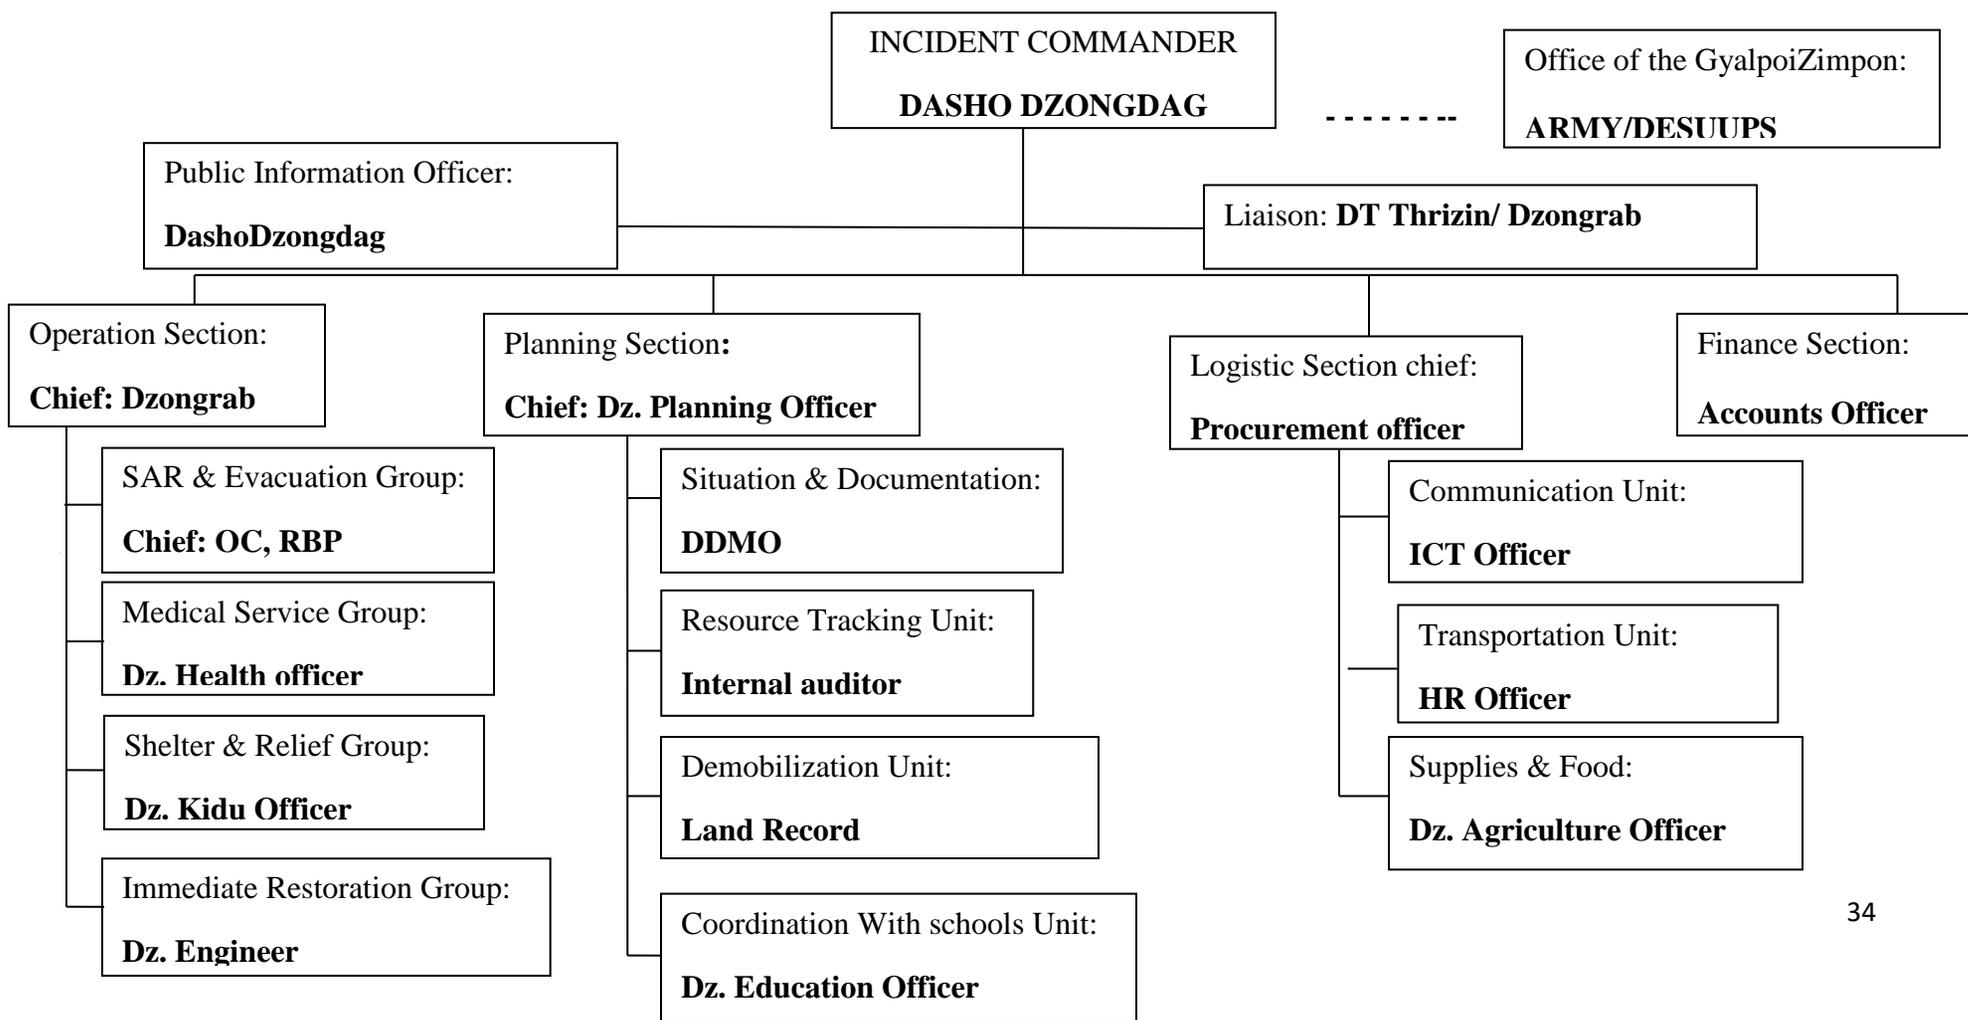 INCIDENT COMMANDER
DASHO DZONGDAG
Office of the GyalpoiZimpon:
ARMY/DESUUPS
Public Information Officer:
DashoDzongdag
Liaison: DT Thrizin/ Dzongrab
Operation Section:
Chief: Dzongrab
Planning Section:
Chief: Dz. Planning Officer
Logistic Section chief:
Procurement officer
Finance Section:
Accounts Officer
SAR & Evacuation Group:
Chief: OC, RBP
Medical Service Group:
Dz. Health officer
Shelter & Relief Group:
Dz. Kidu Officer
Immediate Restoration Group:
Dz. Engineer
Situation & Documentation:
DDMO
Resource Tracking Unit:
Internal auditor
Demobilization Unit:
Land Record
Coordination With schools Unit:
Dz. Education Officer
Communication Unit:
ICT Officer
Transportation Unit:
HR Officer
Supplies & Food:
Dz. Agriculture Officer
34